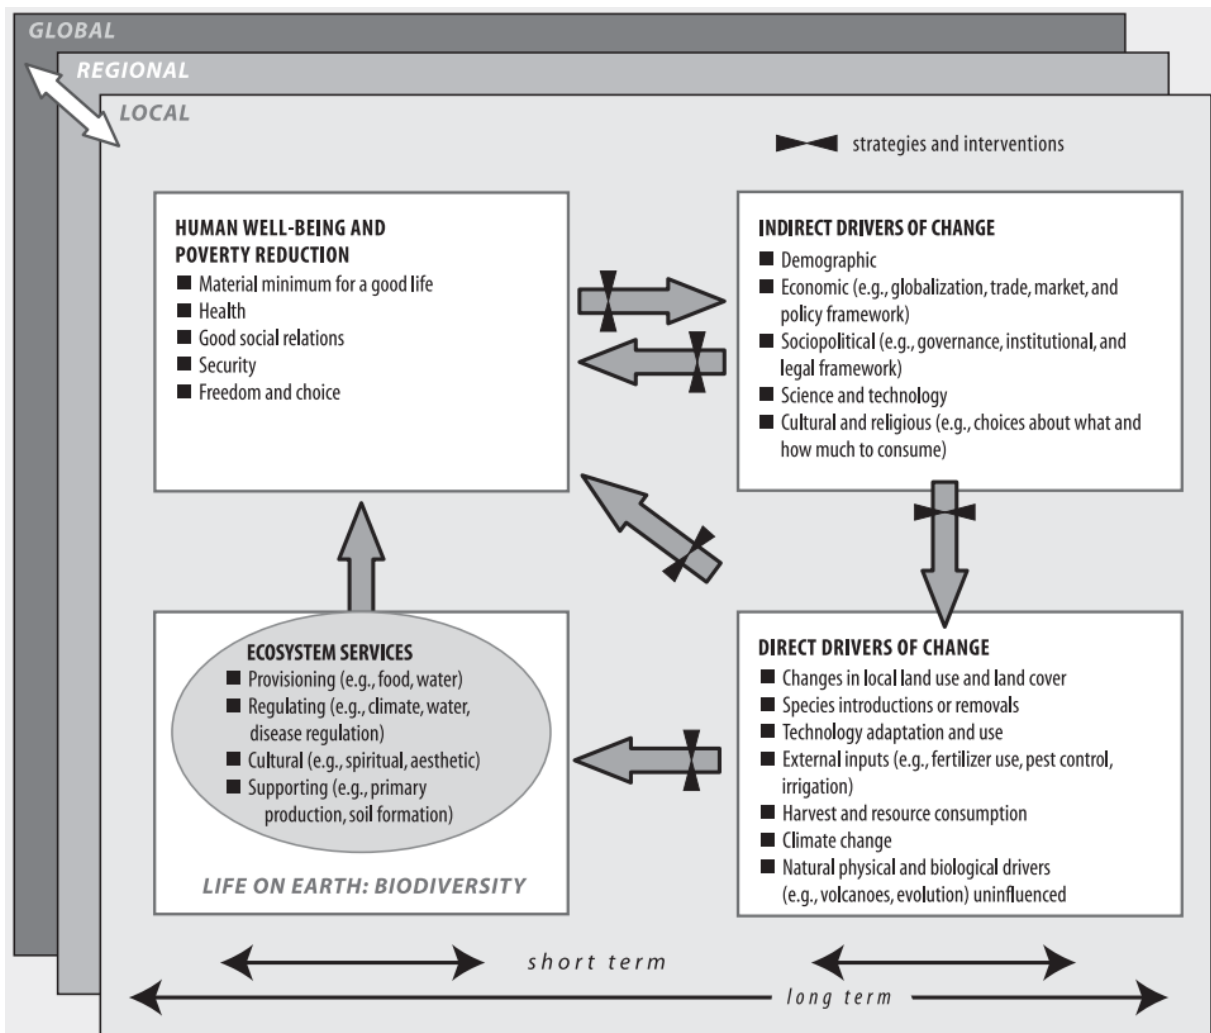 GLOBAL
REGIONAL
LOCAL
strategies and interventions
HUMAN WELL-BEING AND
POVERTY REDUCTION
■ Material minimum for a good life
■ Health
■ Good social relations
■ Security
■ Freedom and choice
INDIRECT DRIVERS OF CHANGE
■ Demographic
■ Economic (e.g., globalization, trade, market, and
policy framework)
■ Sociopolitical (e.g., governance, institutional, and
legal framework)
■ Science and technology
■ Cultural and religious (e.g., choices about what and
how much to consume)
ECOSYSTEM SERVICES
■ Provisioning (e.g., food, water)
■ Regulating (e.g., climate, water,
disease regulation)
■ Cultural (e.g., spiritual, aesthetic)
■ Supporting (e.g., primary
production, soil formation)
LIFE ON EARTH: BIODIVERSITY
DIRECT DRIVERS OF CHANGE
■ Changes in local land use and land cover
■ Species introductions or removals
■ Technology adaptation and use
■ External inputs (e.g., fertilizer use, pest control,
irrigation)
■ Harvest and resource consumption
■ Climate change
■ Natural physical and biological drivers
(e.g., volcanoes, evolution) uninfluenced
short term
long term